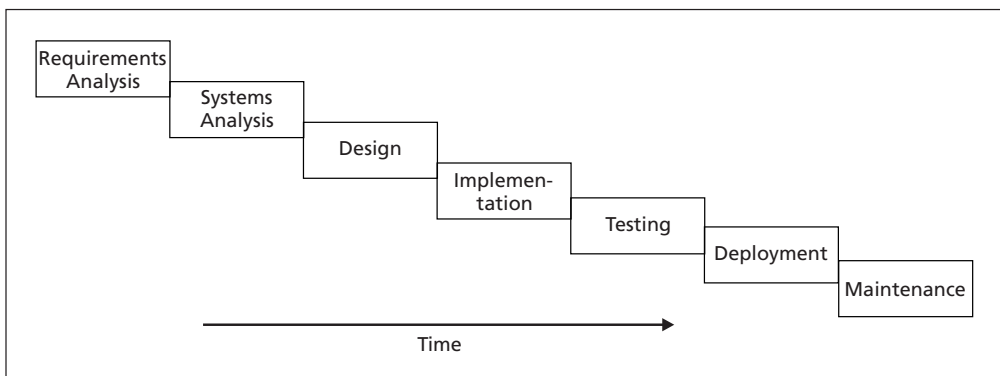 Requirements
Analysis
Systems
Analysis
Design
Implemen-
tation
Testing
Deployment
Maintenance
Time